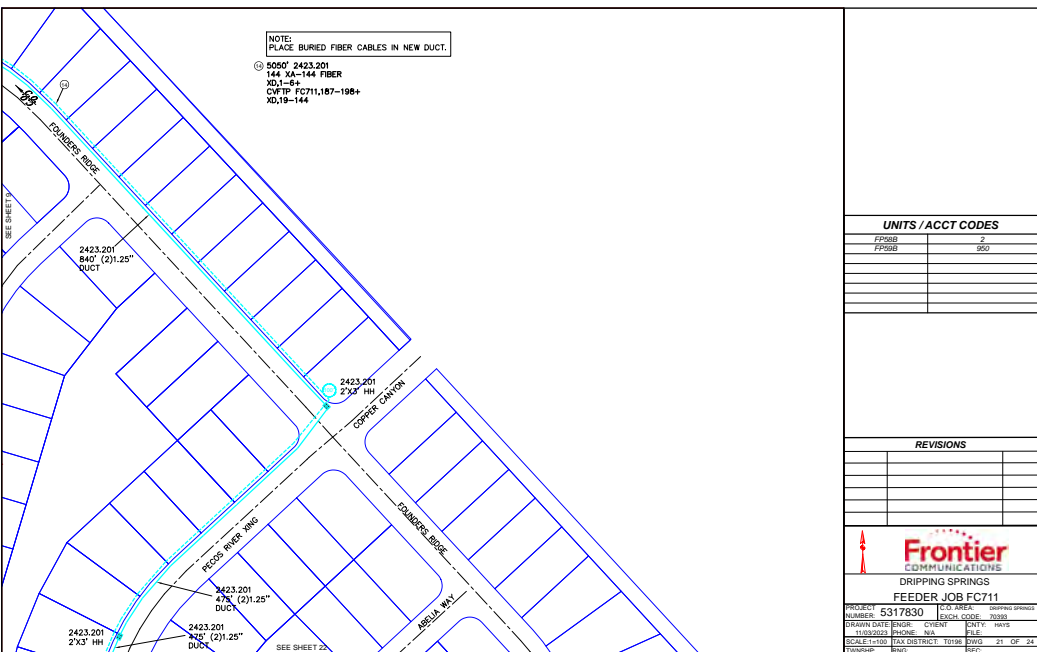 NOTE:
PLACE BURIED FIBER CABLES IN NEW DUCT.
14 5050' 2423.201
144 XA-144 FIBER
XD,1-6+
CVFTP FC711,187-198+
XD,19-144
14
FOUNDERS RIDGE
SEE SHEET 9
2423.201
840' (2)1.25"
DUCT
2423.201
2'X3' HH
COPPER CANYON
FOUNDERS RIDGE
PECOS RIVER XING
2423.201
475' (2)1.25"
DUCT
ABELIA WAY
2423.201
2'X3' HH
2423.201
475' (2)1.25"
DUCT
SEE SHEET 22
UNITS / ACCT CODES
FP58B 2
FP59B 950
REVISIONS
Frontier
COMMUNICATIONS
DRIPPING SPRINGS
FEEDER JOB FC711
PROJECT NUMBER: 5317830 C.O. AREA: DRIPPING SPRINGS
EXCH. CODE: 70393
DRAWN DATE: 11/03/2023 ENGR: CYIENT CNTY: HAYS
PHONE: N/A FILE:
SCALE:1=100 TAX DISTRICT: T0196 DWG 21 OF 24
TWNSHP: RNG: SEC: